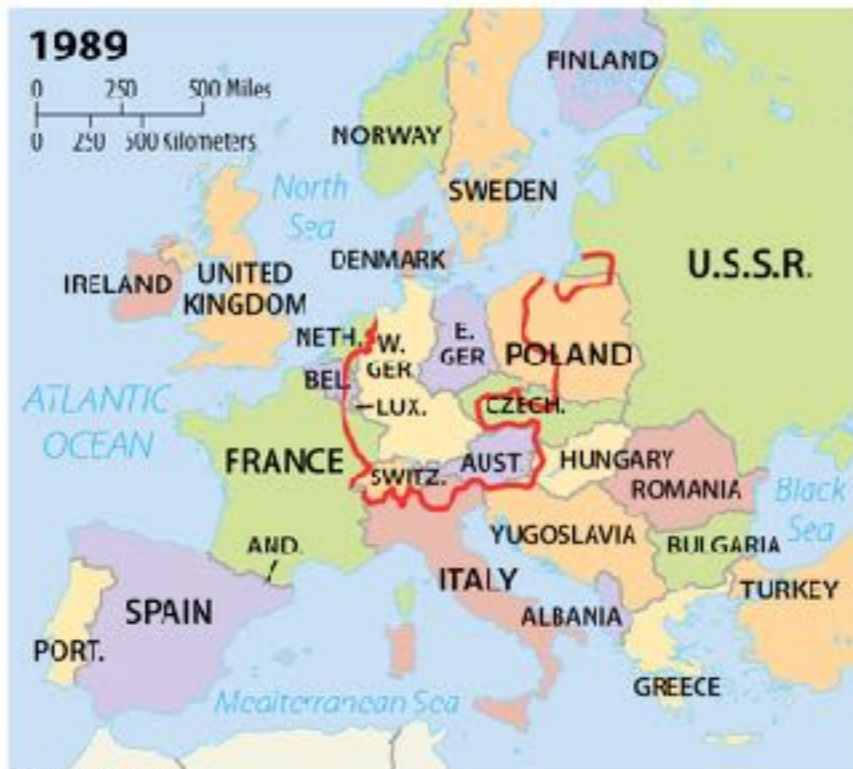 1989
0 250 500 Miles
0 250 500 Kilometers
FINLAND
NORWAY
SWEDEN
North
Sea
DENMARK
U.S.S.R.
IRELAND
UNITED
KINGDOM
NETH.
W.
GER
E.
GER
POLAND
BEL
LUX.
CZECH.
ATLANTIC
OCEAN
FRANCE
SWITZ.
AUST
HUNGARY
ROMANIA
Black
Sea
YUGOSLAVIA
BULGARIA
AND.
ITALY
SPAIN
PORT.
ALBANIA
TURKEY
GREECE
Mediterranean Sea